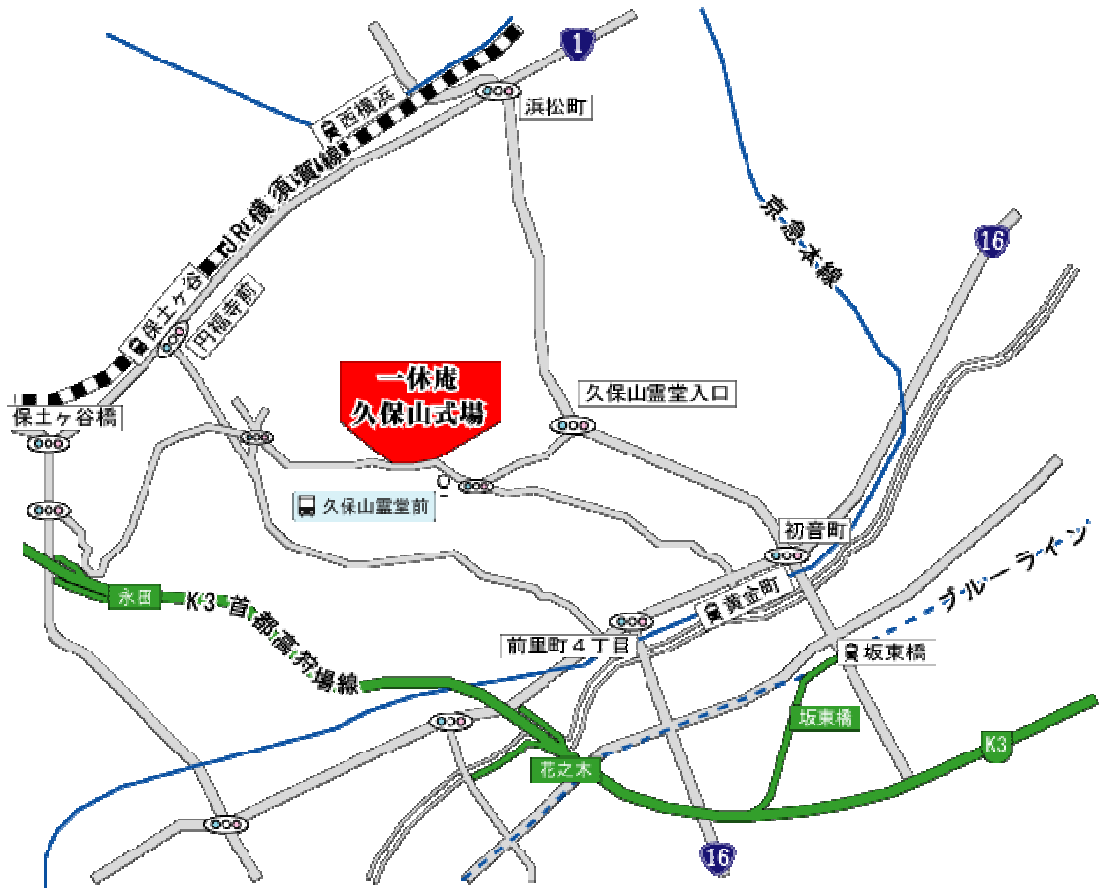 1
浜松町
西横浜
JR横須賀線
京急本線
16
保土ヶ谷
円福寺前
一休庵
久保山式場
久保山霊堂入口
保土ヶ谷橋
久保山霊堂前
初音町
ブルーライン
永田
K3 首都高狩場線
黄金町
前里町4丁目
坂東橋
坂東橋
花之木
K3
16